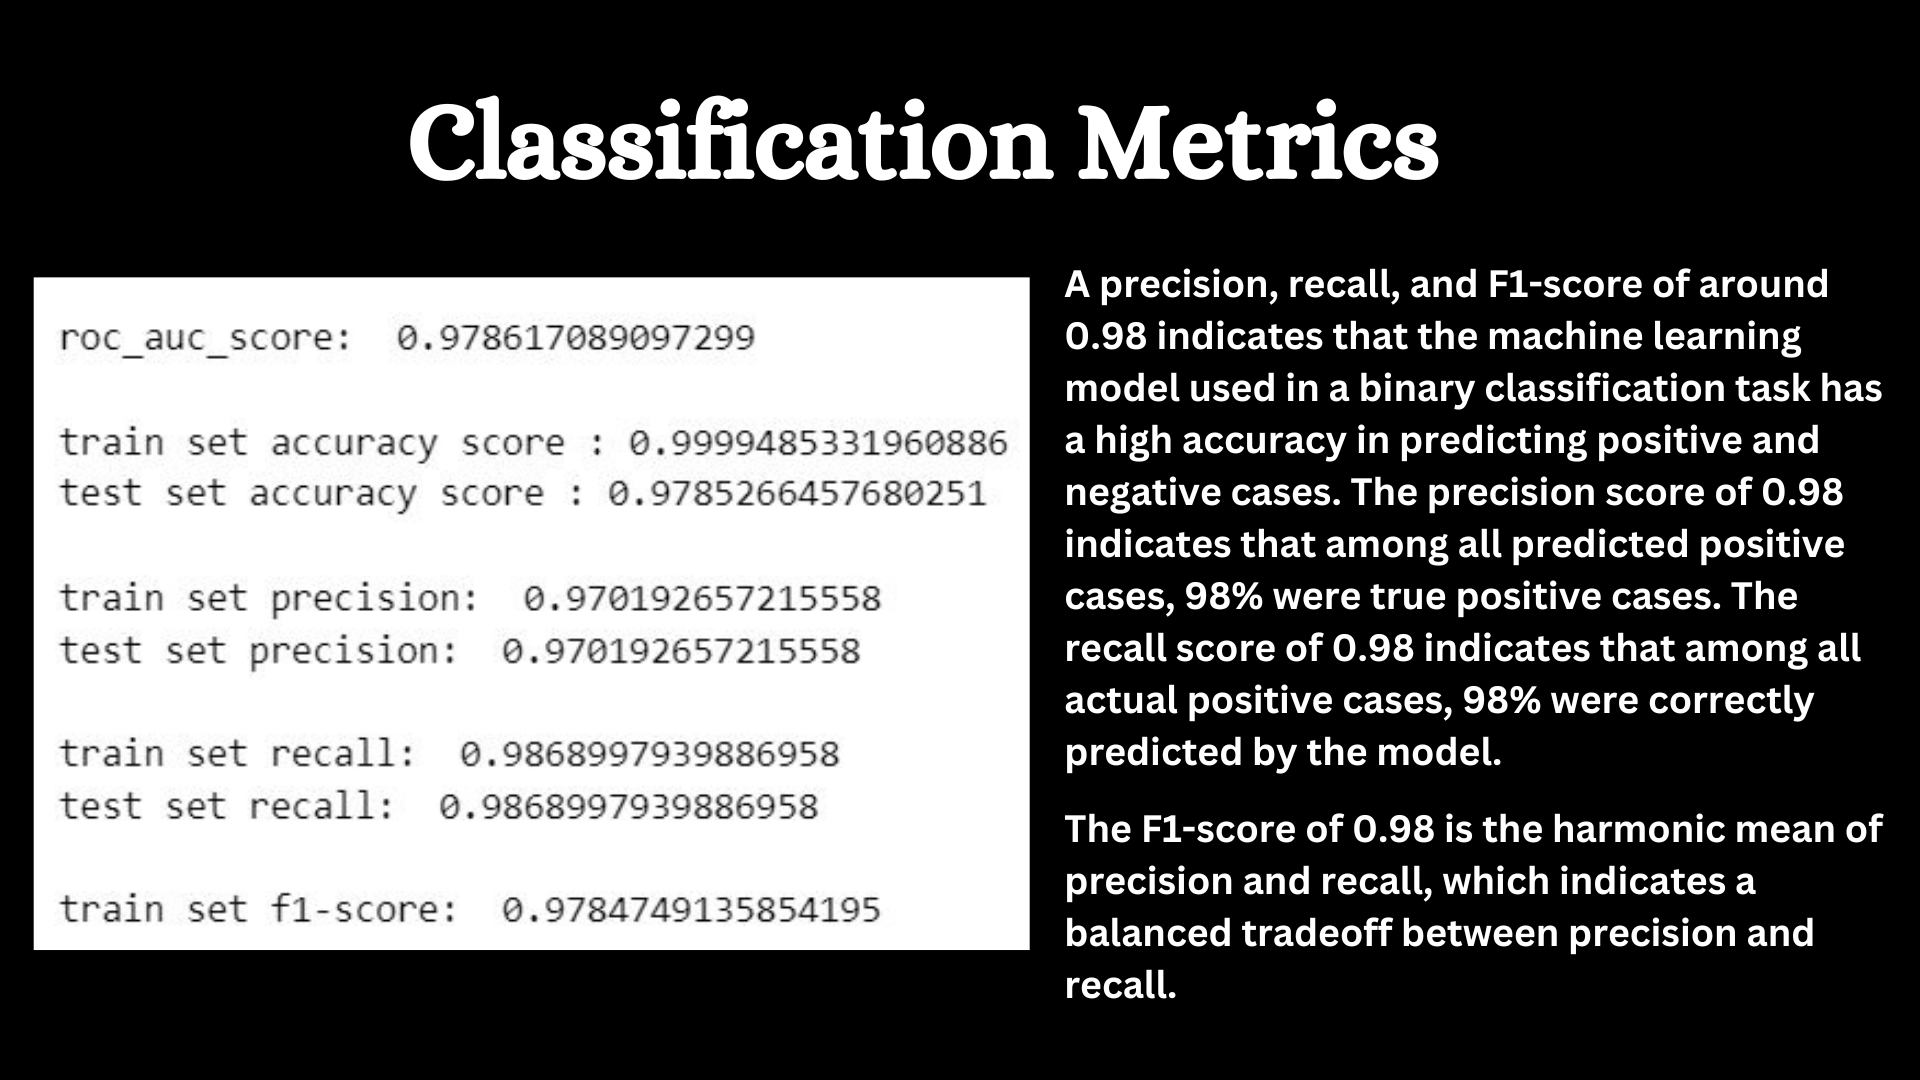 Classification Metrics
roc_auc_score:  0.978617089097299
train set accuracy score : 0.9999485331960886
test set accuracy score : 0.9785266457680251
train set precision:  0.970192657215558
test set precision:  0.970192657215558
train set recall:  0.9868997939886958
test set recall:  0.9868997939886958
train set f1-score:  0.9784749135854195
A precision, recall, and F1-score of around
0.98 indicates that the machine learning
model used in a binary classification task has
a high accuracy in predicting positive and
negative cases. The precision score of 0.98
indicates that among all predicted positive
cases, 98% were true positive cases. The
recall score of 0.98 indicates that among all
actual positive cases, 98% were correctly
predicted by the model.
The F1-score of 0.98 is the harmonic mean of
precision and recall, which indicates a
balanced tradeoff between precision and
recall.